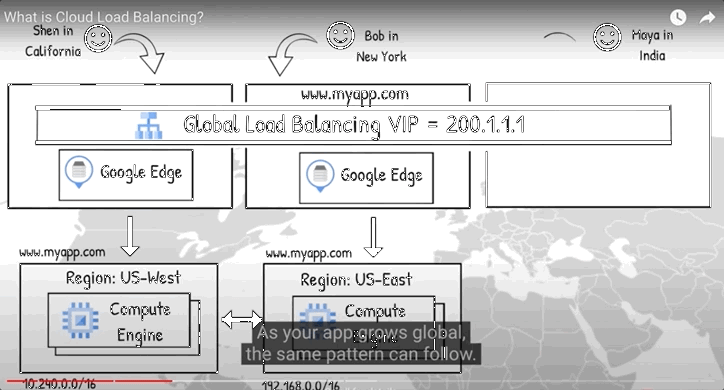 What is Cloud Load Balancing?
Shen in
California
Bob in
New York
Maya in
India
www.myapp.com
Global Load Balancing VIP = 200.1.1.1
Google Edge
Google Edge
www.myapp.com
Region: US-West
Compute
Engine
10.240.0.0/16
www.myapp.com
Region: US-East
Compute
Engine
192.168.0.0/16
As your app grows global,
the same pattern can follow.